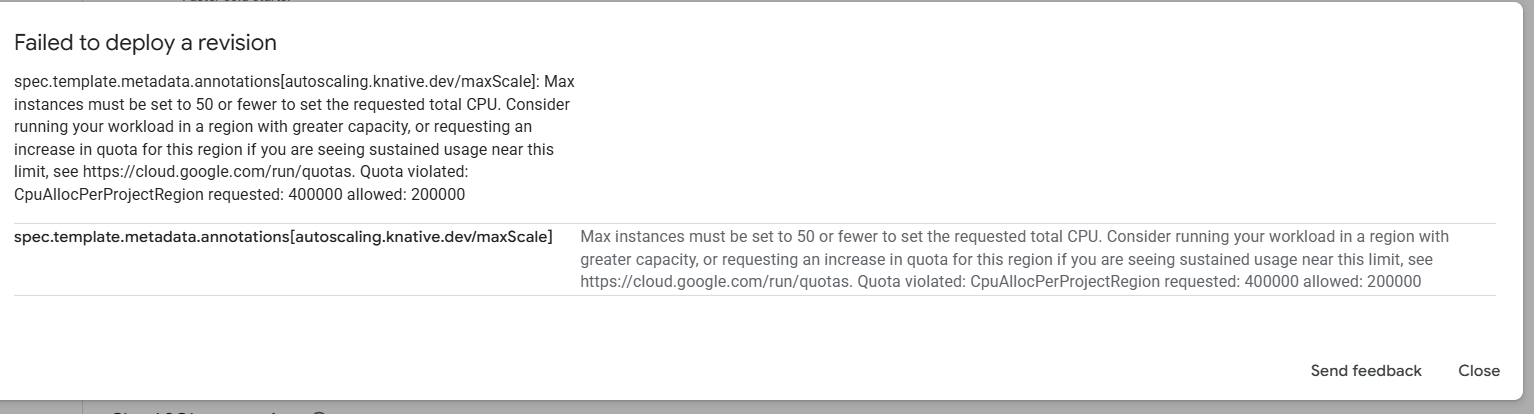 Failed to deploy a revision
spec.template.metadata.annotations[autoscaling.knative.dev/maxScale]: Max
instances must be set to 50 or fewer to set the requested total CPU. Consider
running your workload in a region with greater capacity, or requesting an
increase in quota for this region if you are seeing sustained usage near this
limit, see https://cloud.google.com/run/quotas. Quota violated:
CpuAllocPerProjectRegion requested: 400000 allowed: 200000
spec.template.metadata.annotations[autoscaling.knative.dev/maxScale]
Max instances must be set to 50 or fewer to set the requested total CPU. Consider running your workload in a region with
greater capacity, or requesting an increase in quota for this region if you are seeing sustained usage near this limit, see
https://cloud.google.com/run/quotas. Quota violated: CpuAllocPerProjectRegion requested: 400000 allowed: 200000
Send feedback
Close